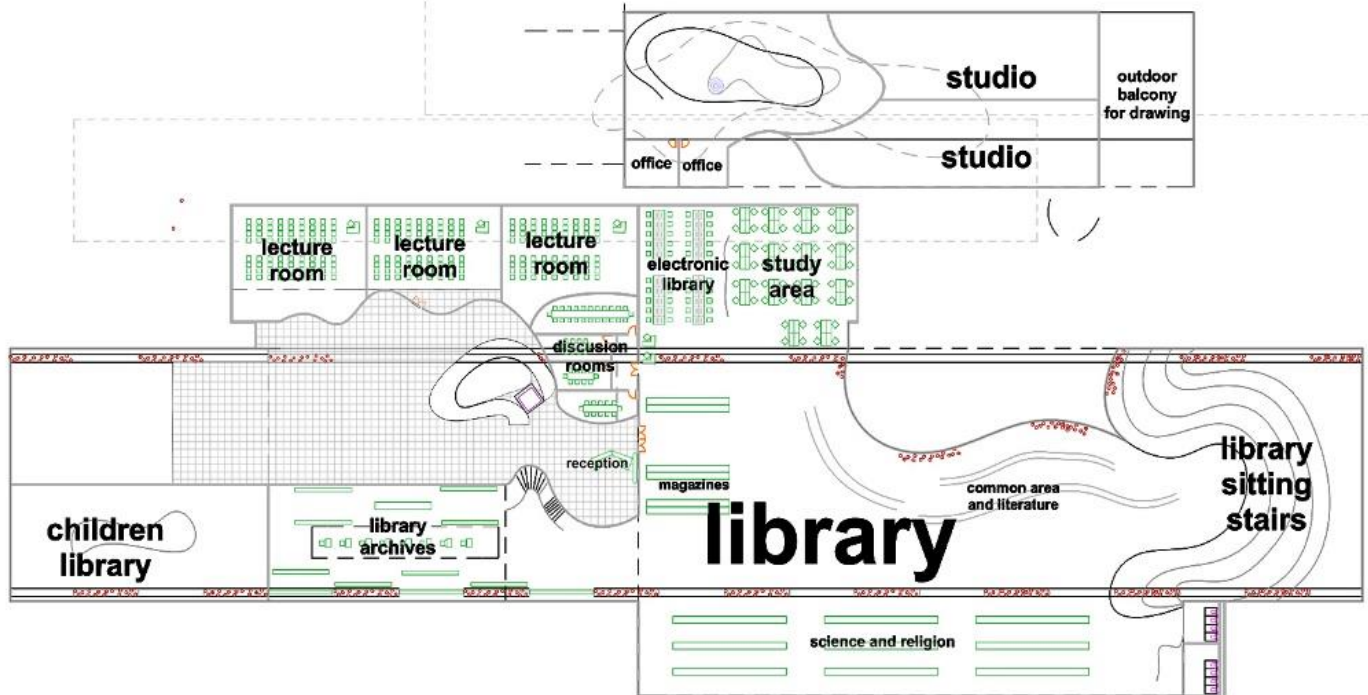 studio
outdoor
balcony
for drawing
studio
office
office
lecture
room
lecture
room
lecture
room
electronic
library
study
area
discusion
rooms
reception
magazines
library
common area
and literature
library
sitting
stairs
children
library
library
archives
science and religion